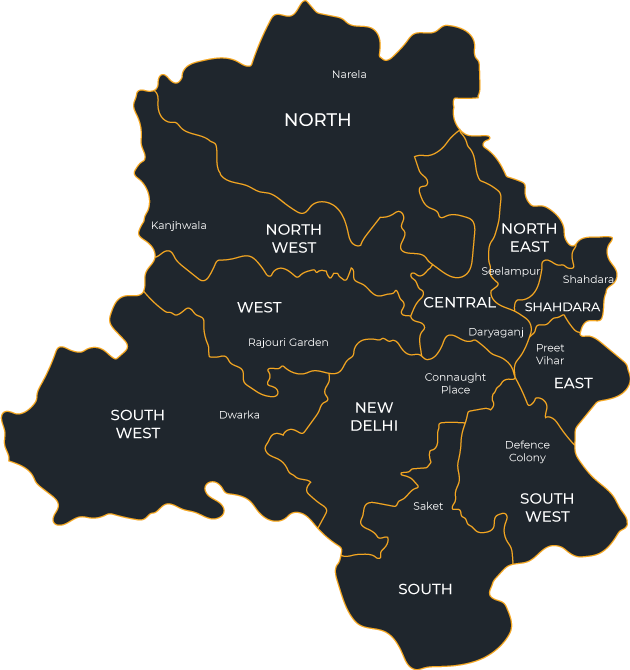 Narela
NORTH
Kanjhwala
NORTH
WEST
NORTH
EAST
Seelampur
Shahdara
SHAHDARA
CENTRAL
WEST
Daryaganj
Rajouri Garden
Preet
Vihar
EAST
Connaught
Place
NEW
DELHI
SOUTH
WEST
Dwarka
Defence
Colony
SOUTH
WEST
Saket
SOUTH